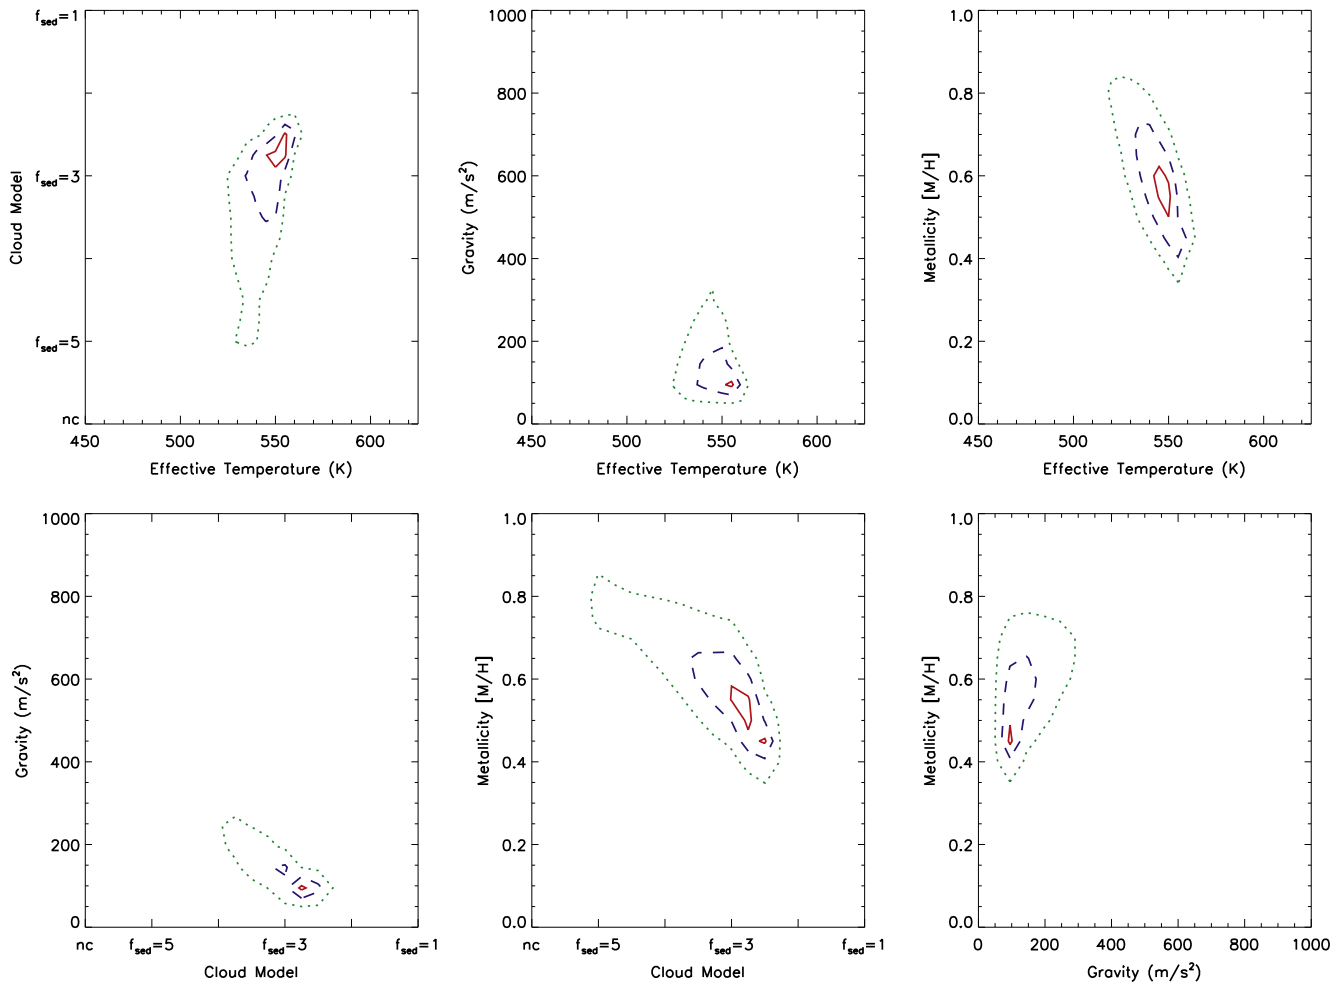 f_sed=1
f_sed=3
f_sed=5
nc
Cloud Model
450 500 550 600
Effective Temperature (K)
1000
800
600
400
200
0
Gravity (m/s²)
450 500 550 600
Effective Temperature (K)
1.0
0.8
0.6
0.4
0.2
0.0
Metallicity [M/H]
450 500 550 600
Effective Temperature (K)
1000
800
600
400
200
0
Gravity (m/s²)
nc f_sed=5 f_sed=3 f_sed=1
Cloud Model
1.0
0.8
0.6
0.4
0.2
0.0
Metallicity [M/H]
nc f_sed=5 f_sed=3 f_sed=1
Cloud Model
1.0
0.8
0.6
0.4
0.2
0.0
Metallicity [M/H]
0 200 400 600 800 1000
Gravity (m/s²)